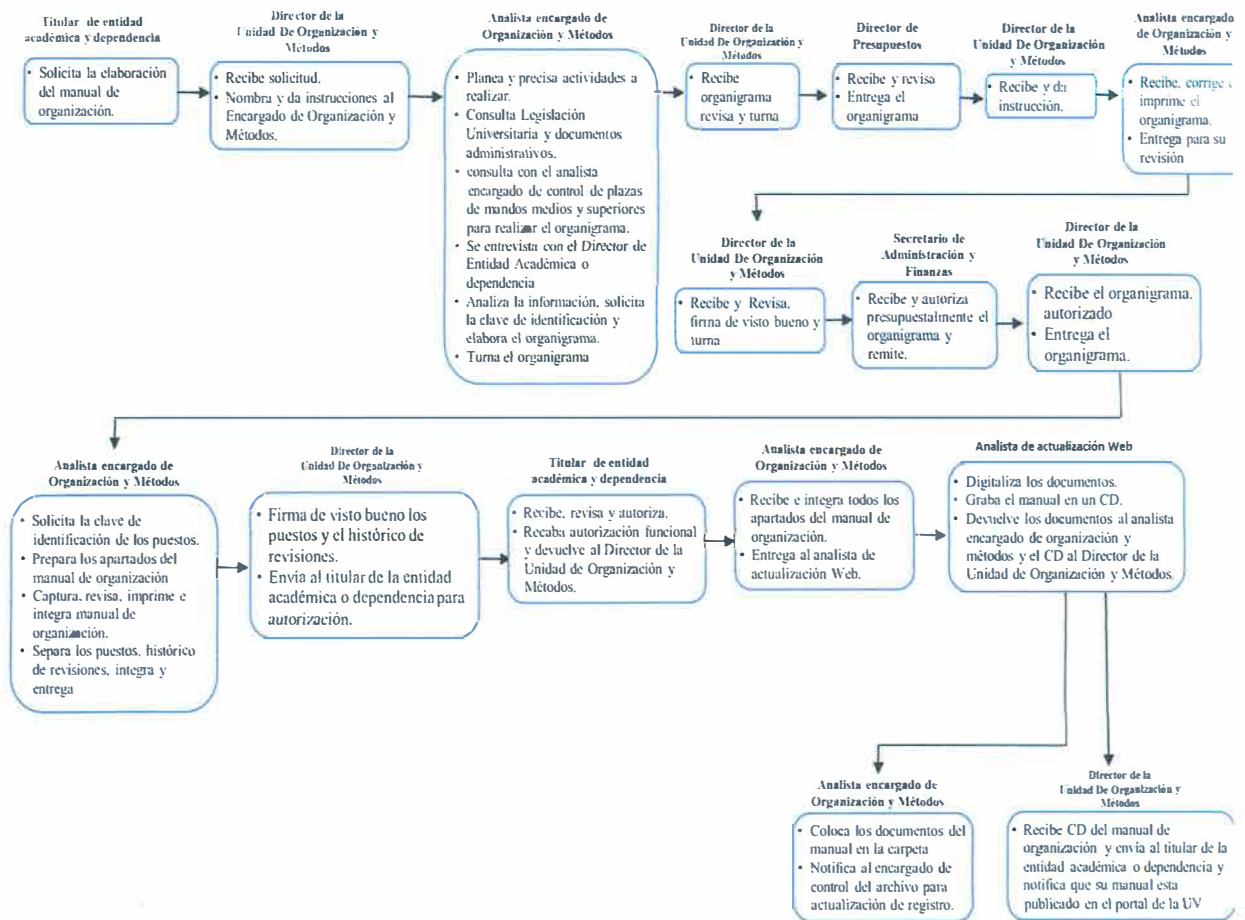 Titular de entidad
académica y dependencia
• Solicita la elaboración
del manual de
organización.
Director de la
Unidad De Organización y
Métodos
• Recibe solicitud.
• Nombra y da instrucciones al
Encargado de Organización y
Métodos.
Analista encargado de
Organización y Métodos
• Planea y precisa actividades a
realizar.
• Consulta Legislación
Universitaria y documentos
administrativos.
• consulta con el analista
encargado de control de plazas
de mandos medios y superiores
para realizar el organigrama.
• Se entrevista con el Director de
Entidad Académica o
dependencia
• Analiza la información, solicita
la clave de identificación y
elabora el organigrama.
• Turna el organigrama
Director de la
Unidad De Organización y
Métodos
• Recibe
organigrama
revisa y turna
Director de
Presupuestos
• Recibe y revisa
• Entrega el
organigrama
Director de la
Unidad De Organización
y Métodos
• Recibe y da
instrucción.
Analista encargado
de Organización y
Métodos
• Recibe, corrige
imprime el
organigrama.
• Entrega para su
revisión
Director de la
Unidad De Organización
y Métodos
• Recibe y Revisa,
firma de visto bueno y
turna
Secretario de
Administración y
Finanzas
• Recibe y autoriza
presupuestalmente el
organigrama y
remite.
Director de la
Unidad De Organización
y Métodos
• Recibe el organigrama.
autorizado
• Entrega el
organigrama.
Analista encargado de
Organización y Métodos
• Solicita la clave de
identificación de los puestos.
• Prepara los apartados del
manual de organización
• Captura, revisa, imprime e
integra manual de
organización.
• Separa los puestos, histórico
de revisiones, integra y
entrega
Director de la
Unidad De Organización y
Métodos
• Firma de visto bueno los
puestos y el histórico de
revisiones.
• Envía al titular de la entidad
académica o dependencia para
autorización.
Titular de entidad
académica y dependencia
• Recibe, revisa y autoriza.
• Recaba autorización funcional
y devuelve al Director de la
Unidad de Organización y
Métodos.
Analista encargado de
Organización y Métodos
• Recibe e integra todos los
apartados del manual de
organización.
• Entrega al analista de
actualización Web.
Analista de actualización Web
• Digitaliza los documentos.
• Graba el manual en un CD.
• Devuelve los documentos al analista
encargado de organización y
métodos y el CD al Director de la
Unidad de Organización y Métodos.
Analista encargado de
Organización y Métodos
• Coloca los documentos del
manual en la carpeta
• Notifica al encargado de
control del archivo para
actualización de registro.
Director de la
Unidad De Organización y
Métodos
• Recibe CD del manual de
organización y envía al titular de la
entidad académica o dependencia y
notifica que su manual esta
publicado en el portal de la UV